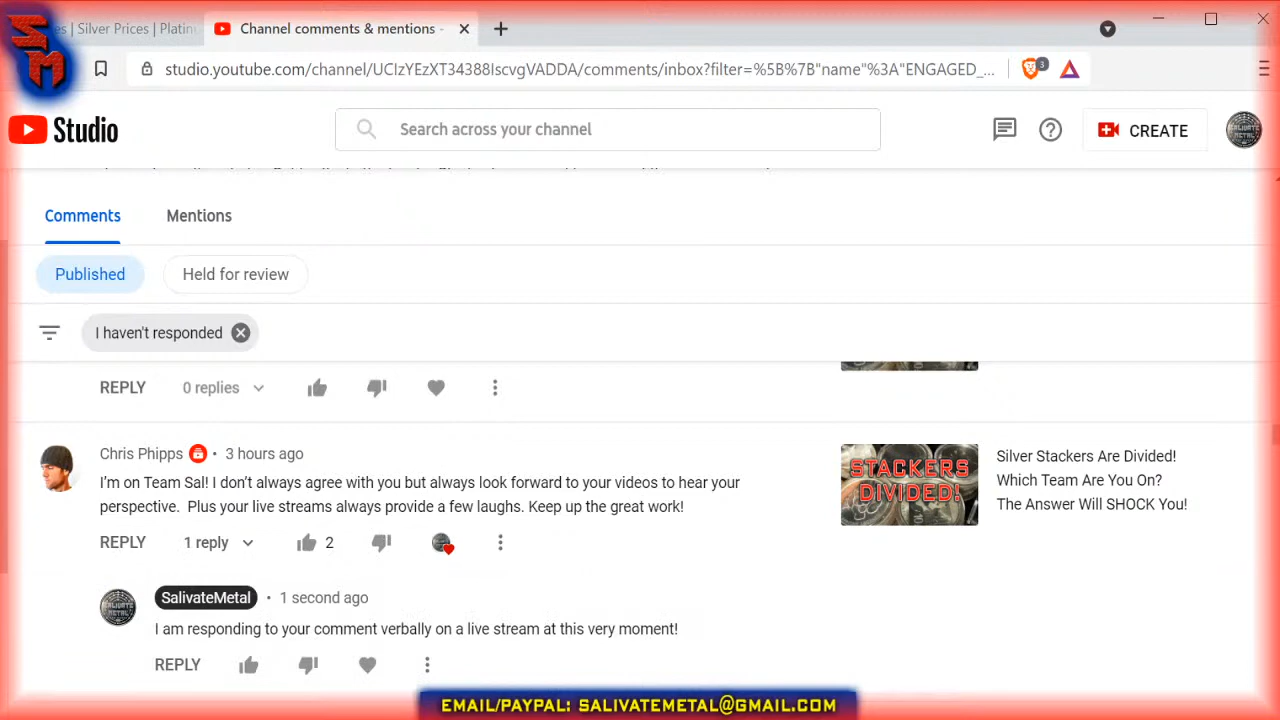 SM
es | Silver Prices | Platin
Channel comments & mentions -
studio.youtube.com/channel/UCIzYEzXT34388IscvgVADDA/comments/inbox?filter=%5B%7B"name"%3A"ENGAGED_...
3
Studio
Search across your channel
CREATE
Comments
Mentions
Published
Held for review
I haven't responded
REPLY
0 replies
Chris Phipps • 3 hours ago
I'm on Team Sal! I don't always agree with you but always look forward to your videos to hear your
perspective. Plus your live streams always provide a few laughs. Keep up the great work!
STACKERS
DIVIDED!
Silver Stackers Are Divided!
Which Team Are You On?
The Answer Will SHOCK You!
REPLY
1 reply
2
SalivateMetal • 1 second ago
I am responding to your comment verbally on a live stream at this very moment!
REPLY
EMAIL/PAYPAL: SALIVATEMETAL@GMAIL.COM